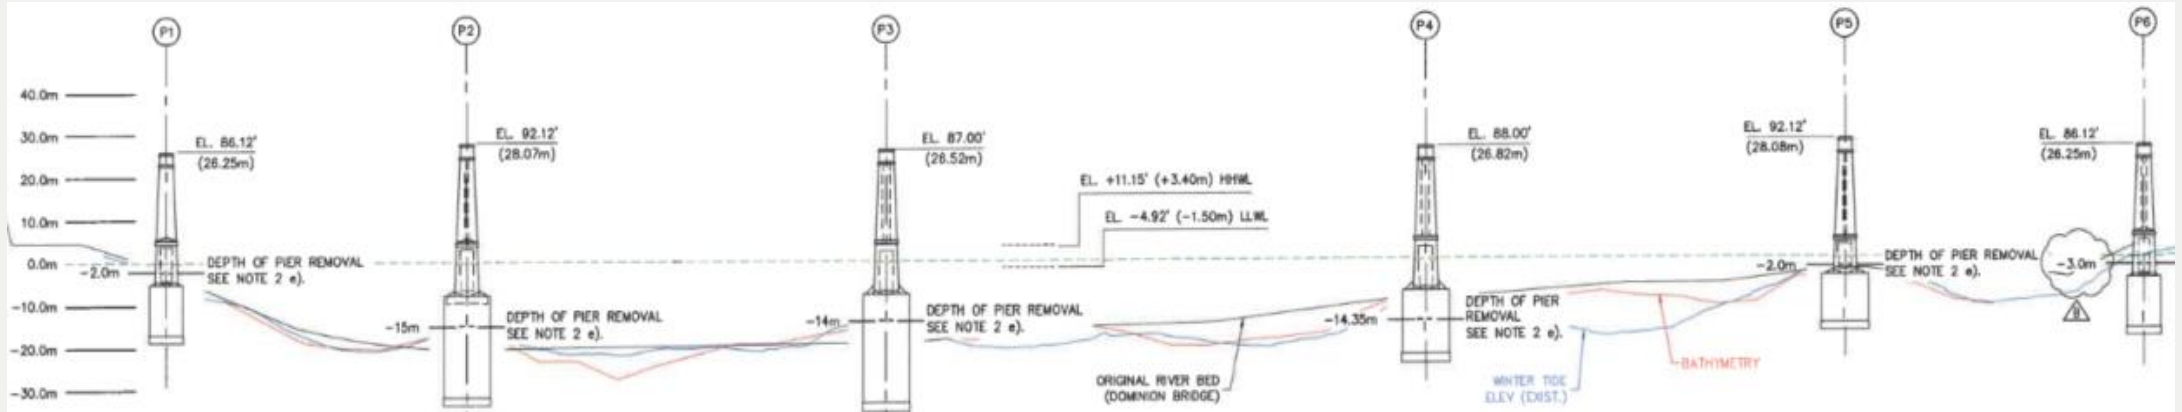 P1
P2
P3
P4
P5
P6
40.0m
30.0m
20.0m
10.0m
0.0m
-10.0m
-20.0m
-30.0m
EL. 86.12'
(26.25m)
EL. 92.12'
(28.07m)
EL. 87.00'
(26.52m)
EL. 88.00'
(26.82m)
EL. 92.12'
(28.08m)
EL. 86.12'
(26.25m)
EL. +11.15' (+3.40m) HHWL
EL. -4.92' (-1.50m) LLWL
-2.0m
DEPTH OF PIER REMOVAL
SEE NOTE 2 e).
-15m
DEPTH OF PIER REMOVAL
SEE NOTE 2 e).
-14m
DEPTH OF PIER REMOVAL
SEE NOTE 2 e).
-14.35m
DEPTH OF PIER
REMOVAL
SEE NOTE 2 e).
-2.0m
DEPTH OF PIER REMOVAL
SEE NOTE 2 e).
-3.0m
ORIGINAL RIVER BED
(DOMINION BRIDGE)
WINTER TIDE
ELEV (EXIST.)
BATHYMETRY